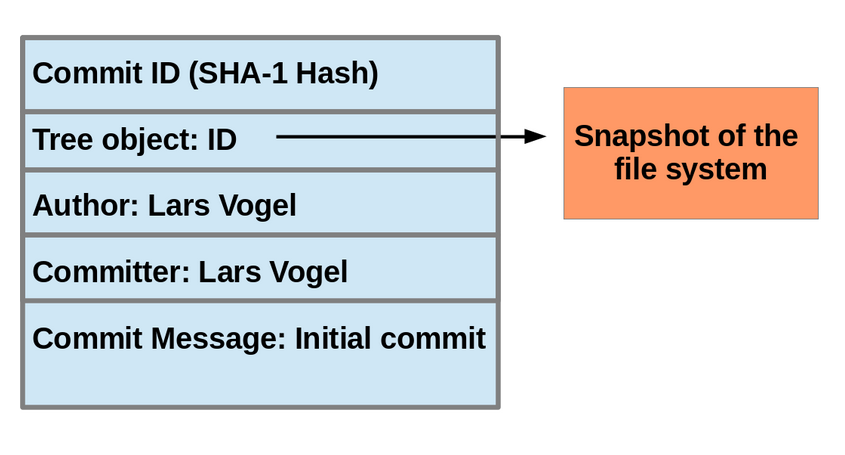 Commit ID (SHA-1 Hash)
Tree object: ID
Snapshot of the
file system
Author: Lars Vogel
Committer: Lars Vogel
Commit Message: Initial commit